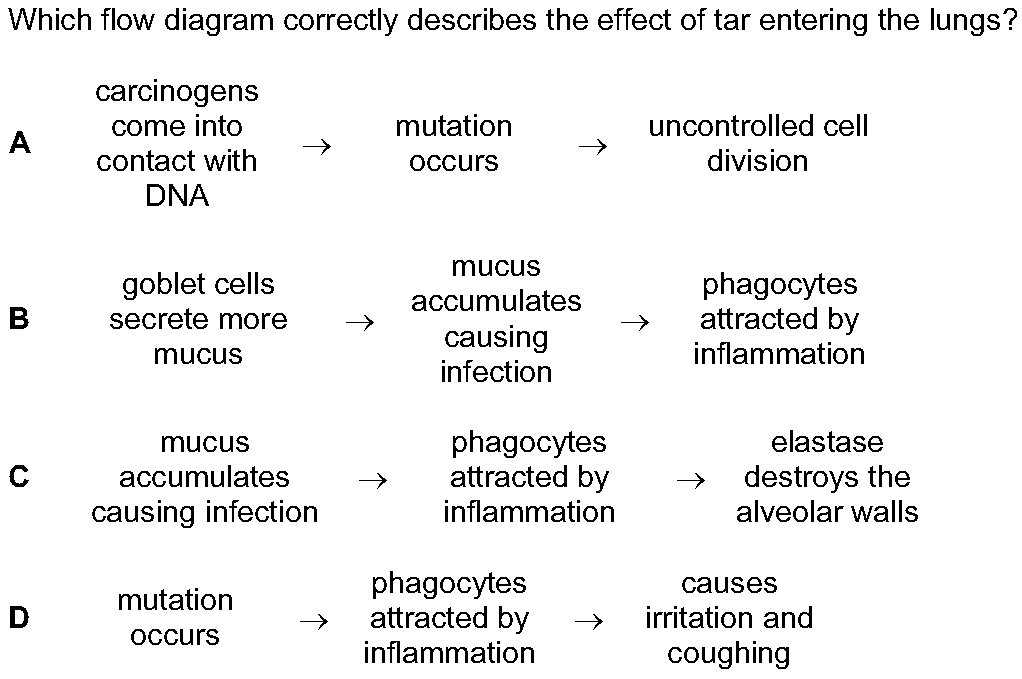 Which flow diagram correctly describes the effect of tar entering the lungs?
A
carcinogens
come into
contact with
DNA
→
mutation
occurs
→
uncontrolled cell
division
B
goblet cells
secrete more
mucus
→
mucus
accumulates
causing
infection
→
phagocytes
attracted by
inflammation
C
mucus
accumulates
causing infection
→
phagocytes
attracted by
inflammation
→
elastase
destroys the
alveolar walls
D
mutation
occurs
→
phagocytes
attracted by
inflammation
→
causes
irritation and
coughing